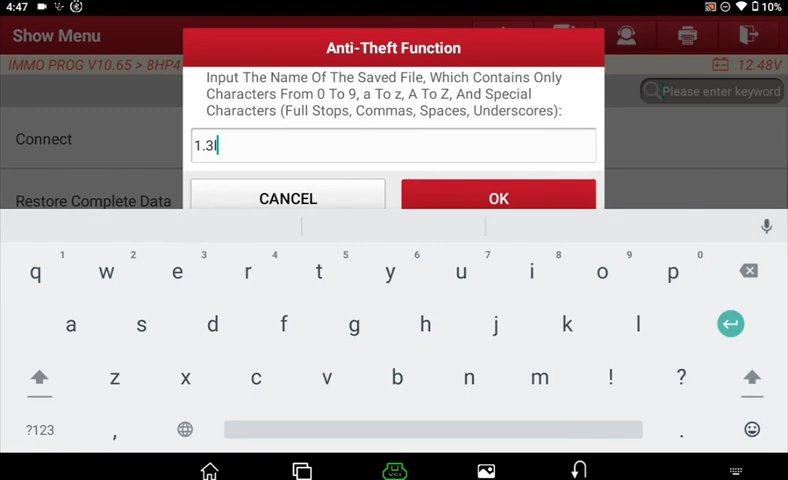 4:47
10%
Show Menu
Anti-Theft Function
IMMO PROG V10.65 > 8HP4
12.48V
Input The Name Of The Saved File, Which Contains Only
Characters From 0 To 9, a To z, A To Z, And Special
Characters (Full Stops, Commas, Spaces, Underscores):
Please enter keyword
Connect
1.3l
Restore Complete Data
CANCEL
OK
1 2 3 4 5 6 7 8 9 0
q w e r t y u i o p
a s d f g h j k l
z x c v b n m ! ?
?123 , .
VCI